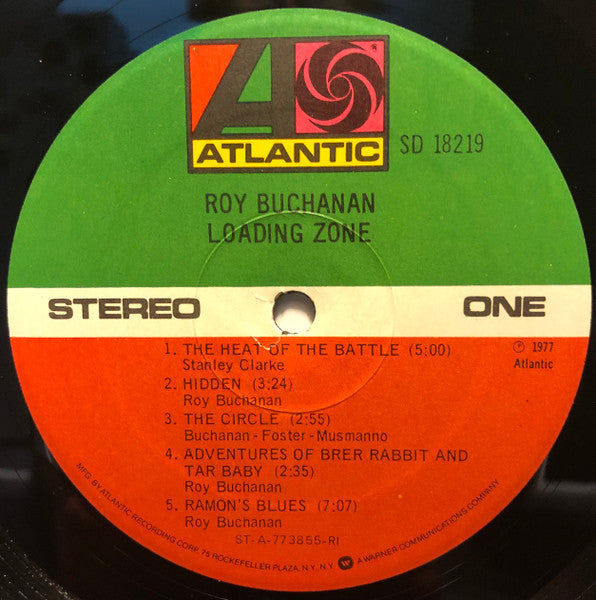 A
ATLANTIC
SD 18219
ROY BUCHANAN
LOADING ZONE
STEREO
ONE
1. THE HEAT OF THE BATTLE (5:00)
Stanley Clarke
2. HIDDEN (3:24)
Roy Buchanan
3. THE CIRCLE (2:55)
Buchanan - Foster - Musmanno
4. ADVENTURES OF BRER RABBIT AND
TAR BABY (2:35)
Roy Buchanan
5. RAMON'S BLUES (7:07)
Roy Buchanan
℗ 1977
Atlantic
ST-A-773855-RI
MFG. BY ATLANTIC RECORDING CORP. 75 ROCKEFELLER PLAZA, N.Y. N.Y. W A WARNER COMMUNICATIONS COMPANY